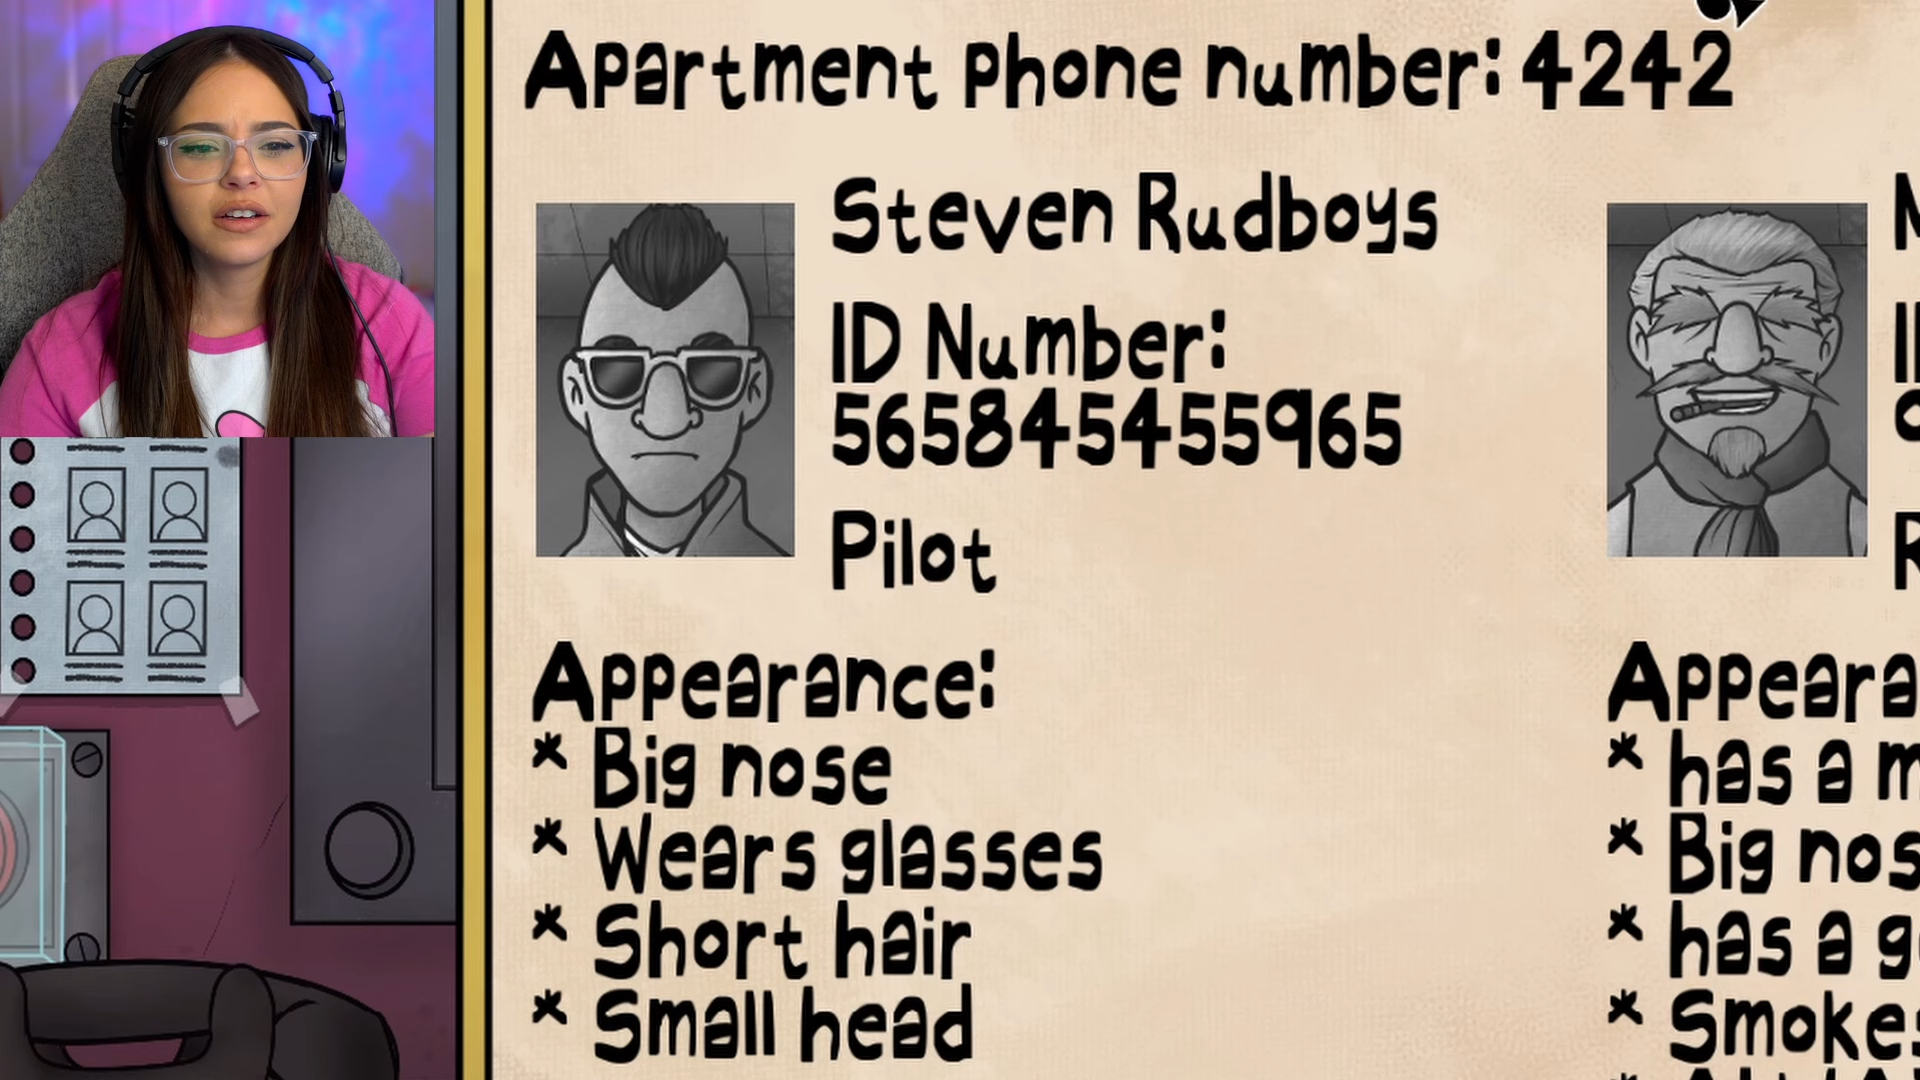 Apartment phone number: 4242
Steven Rudboys
ID Number:
565845455965
Pilot
Appearance:
* Big nose
* Wears glasses
* Short hair
* Small head
Appeara
* has a m
* Big nos
* has a g
* Smokes